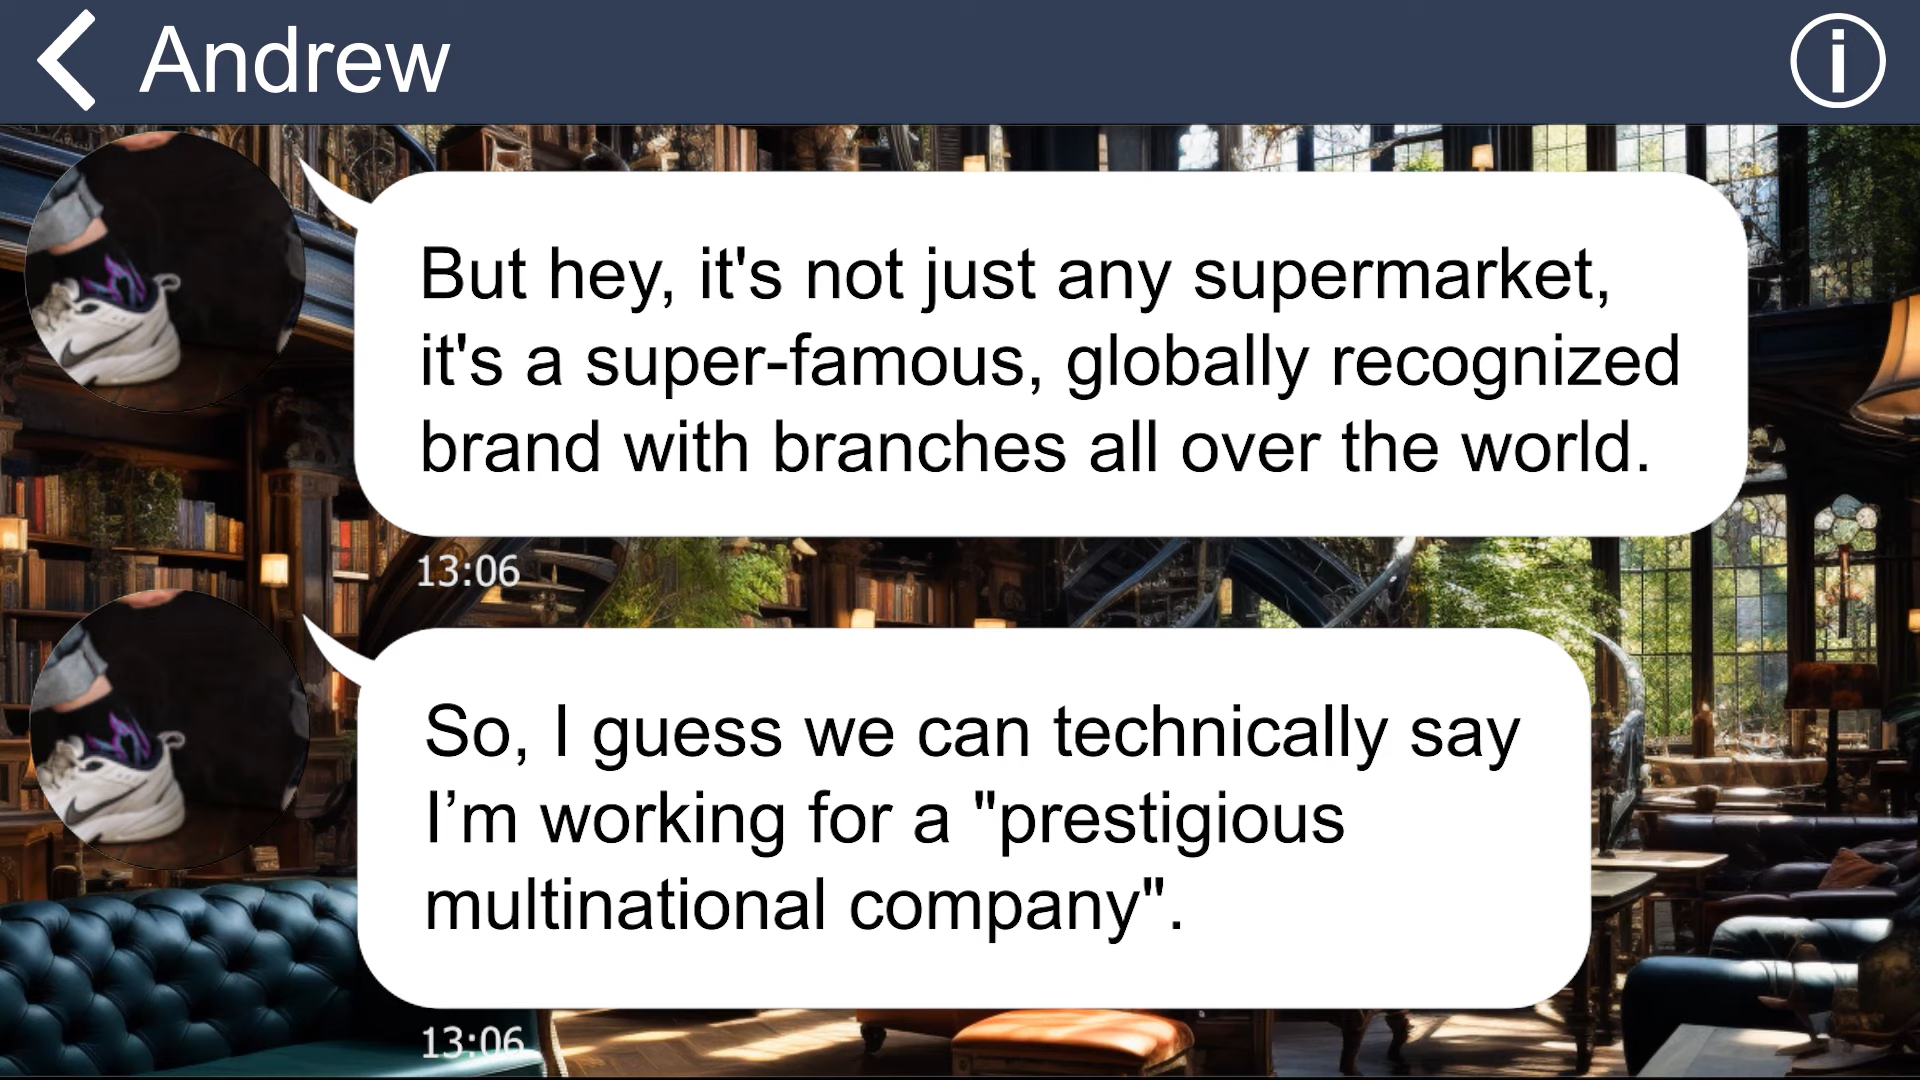 Andrew
But hey, it's not just any supermarket,
it's a super-famous, globally recognized
brand with branches all over the world.
13:06
So, I guess we can technically say
I’m working for a "prestigious
multinational company".
13:06